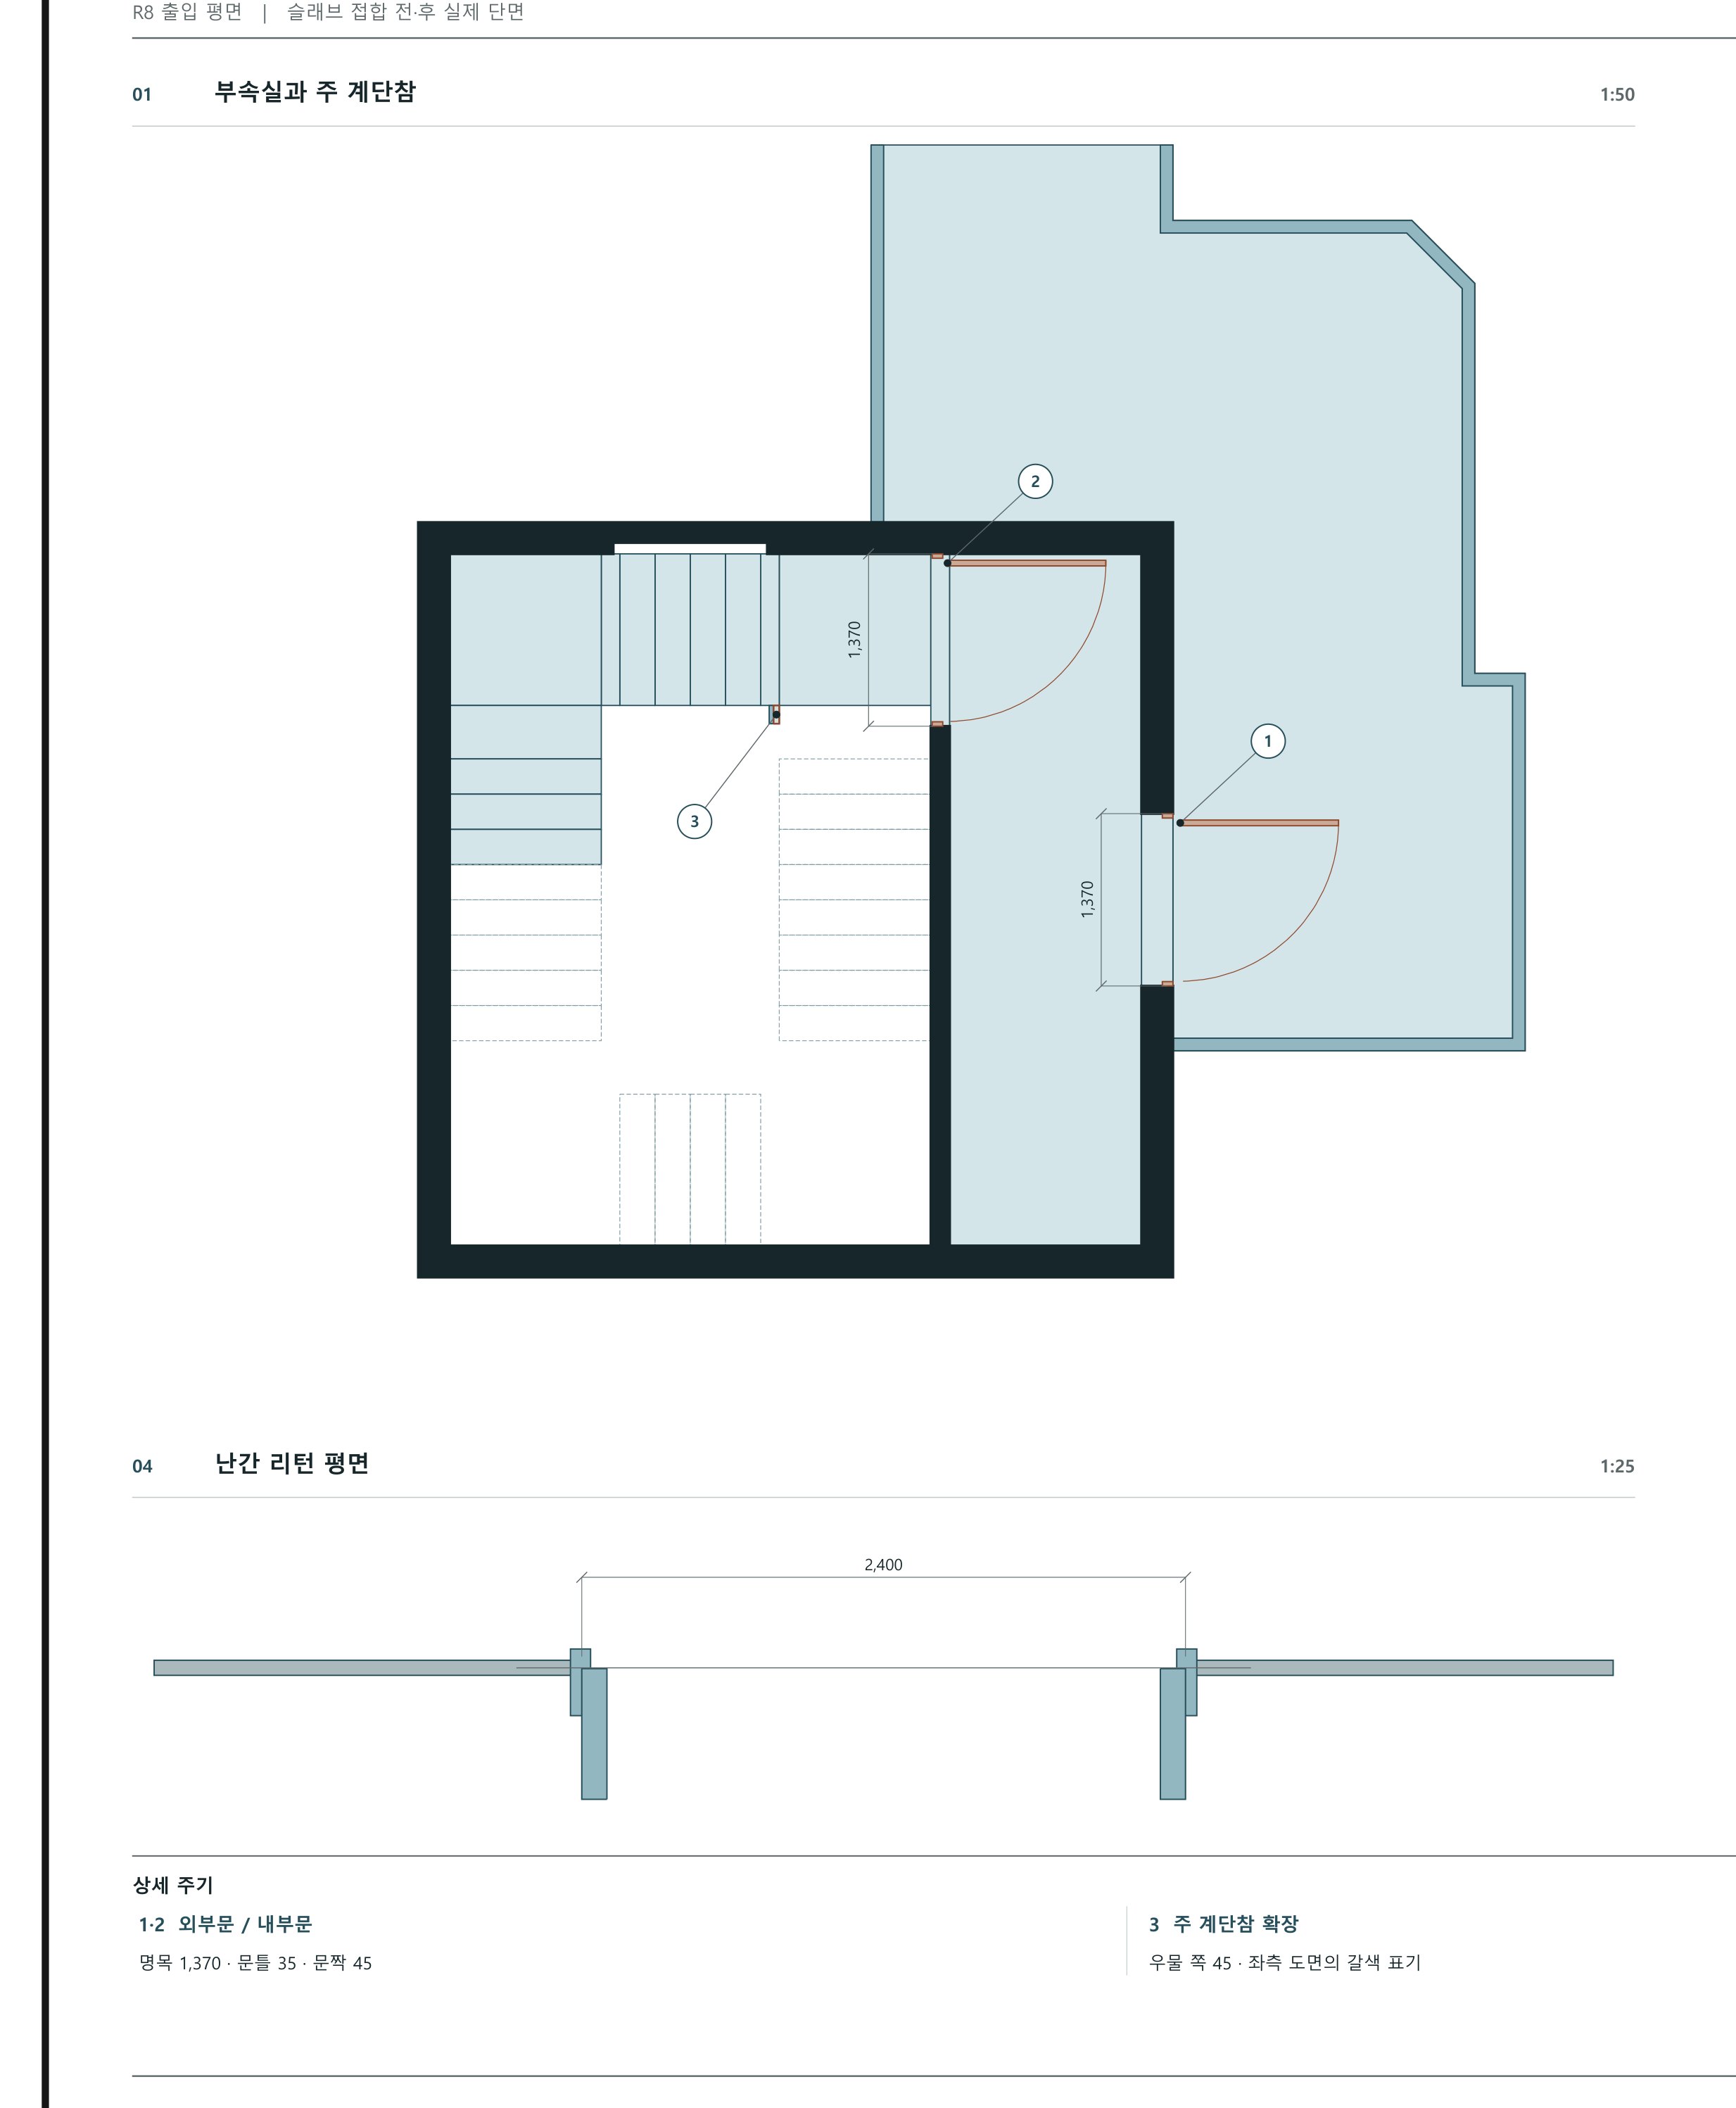 R8 출입 평면 | 슬래브 접합 전·후 실제 단면
01 부속실과 주 계단참 1:50
2
1,370
1
3
1,370
04 난간 리턴 평면 1:25
2,400
상세 주기
1·2 외부문 / 내부문
명목 1,370 · 문틀 35 · 문짝 45
3 주 계단참 확장
우물 쪽 45 · 좌측 도면의 갈색 표기